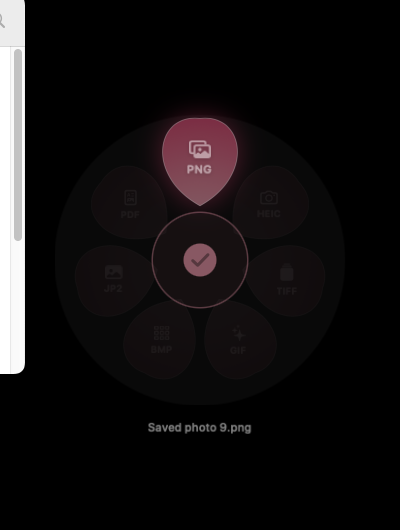 PNG
PDF
HEIC
JP2
TIFF
BMP
GIF
Saved photo 9.png